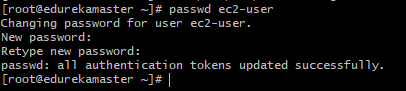 [root@edurekamaster ~]# passwd ec2-user
Changing password for user ec2-user.
New password:
Retype new password:
passwd: all authentication tokens updated successfully.
[root@edurekamaster ~]#